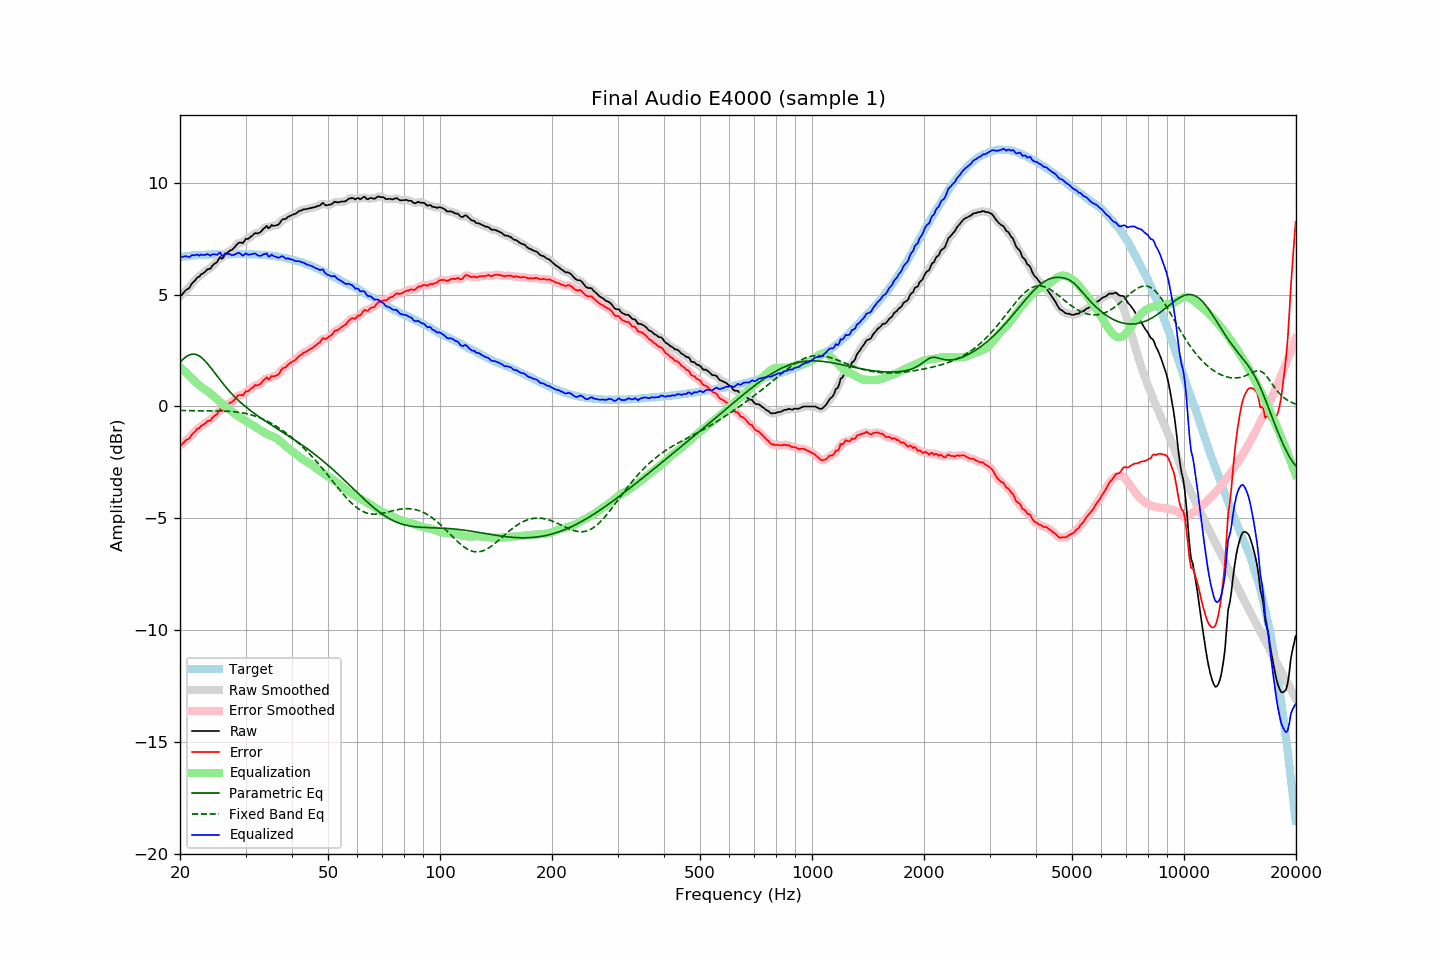 Final Audio E4000 (sample 1)
Amplitude (dBr)
10
5
0
−5
−10
−15
−20
Target
Raw Smoothed
Error Smoothed
Raw
Error
Equalization
Parametric Eq
Fixed Band Eq
Equalized
20 50 100 200 500 1000 2000 5000 10000 20000
Frequency (Hz)